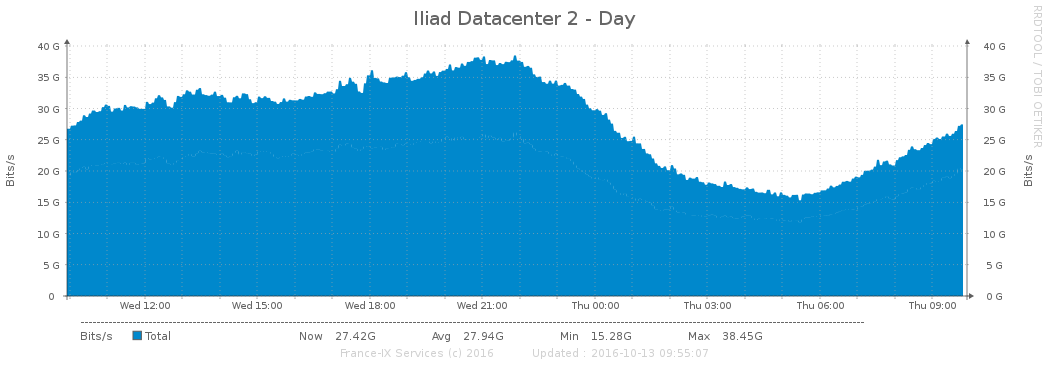 Iliad Datacenter 2 - Day
RRDTOOL / TOBI OETIKER
Bits/s
Bits/s
40 G 40 G
35 G 35 G
30 G 30 G
25 G 25 G
20 G 20 G
15 G 15 G
10 G 10 G
5 G 5 G
0 0 G
Wed 12:00 Wed 15:00 Wed 18:00 Wed 21:00 Thu 00:00 Thu 03:00 Thu 06:00 Thu 09:00
Bits/s Total Now 27.42G Avg 27.94G Min 15.28G Max 38.45G
France-IX Services (c) 2016 Updated : 2016-10-13 09:55:07